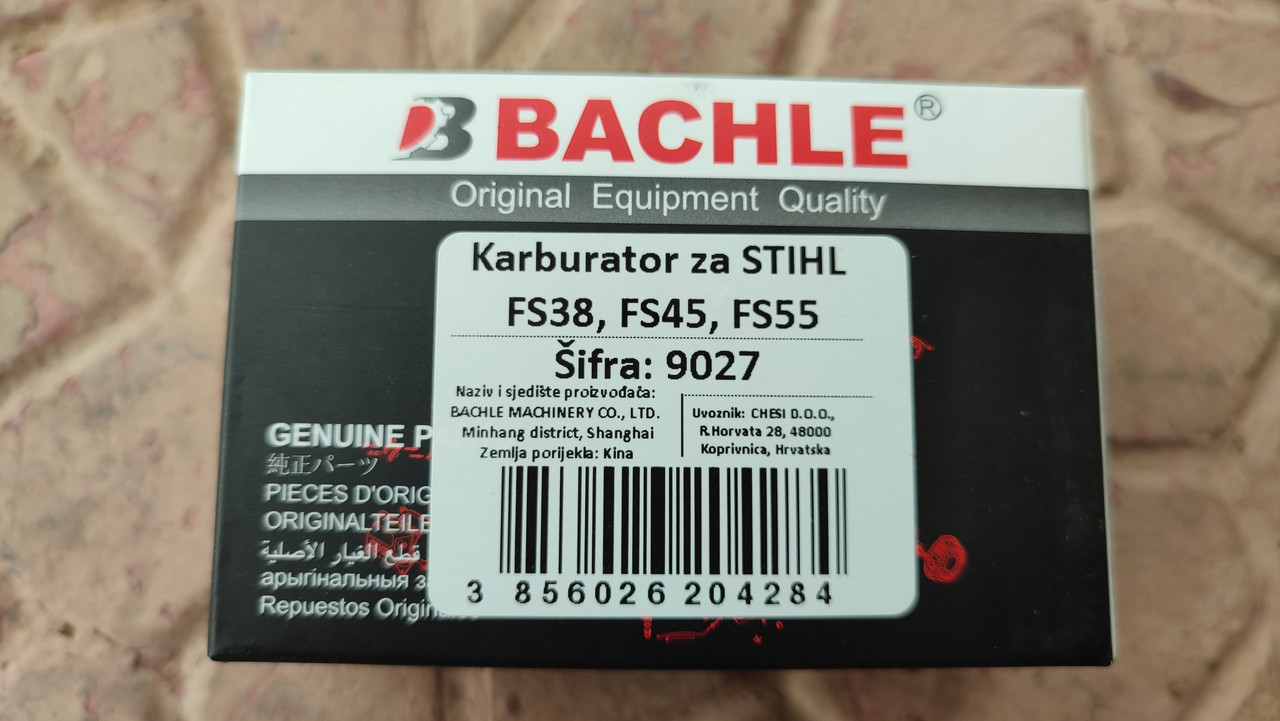 BACHLE®
Original Equipment Quality
Karburator za STIHL
FS38, FS45, FS55
Šifra: 9027
Naziv i sjedište proizvođača:
BACHLE MACHINERY CO., LTD.
Minhang district, Shanghai
Zemlja porijekla: Kina
Uvoznik: CHESI D.O.O.,
R.Horvata 28, 48000
Koprivnica, Hrvatska
3 856026 204284
GENUINE P
純正パーツ
PIECES D'ORIG
ORIGINALTEILE
قطع الغيار الأصلية
арыгінальныя з
Repuestos Origin